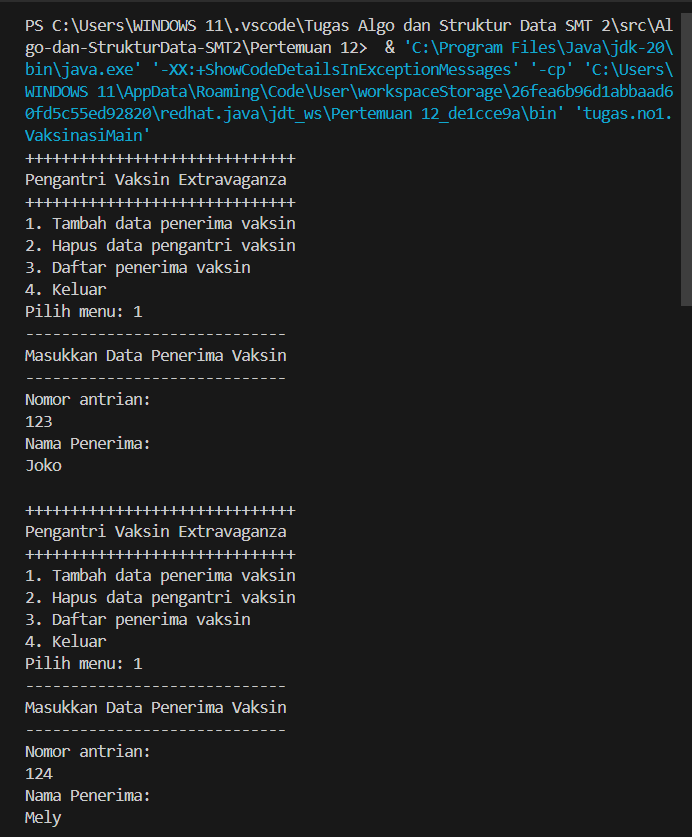 PS C:\Users\WINDOWS 11\.vscode\Tugas Algo dan Struktur Data SMT 2\src\Al
go-dan-StrukturData-SMT2\Pertemuan 12>  & 'C:\Program Files\Java\jdk-20\
bin\java.exe' '-XX:+ShowCodeDetailsInExceptionMessages' '-cp' 'C:\Users\
WINDOWS 11\AppData\Roaming\Code\User\workspaceStorage\26fea6b96d1abbaad6
0fd5c55ed92820\redhat.java\jdt_ws\Pertemuan 12_de1cce9a\bin' 'tugas.no1.
VaksinasiMain'
++++++++++++++++++++++++++++++
Pengantri Vaksin Extravaganza
++++++++++++++++++++++++++++++
1. Tambah data penerima vaksin
2. Hapus data pengantri vaksin
3. Daftar penerima vaksin
4. Keluar
Pilih menu: 1
-----------------------------
Masukkan Data Penerima Vaksin
-----------------------------
Nomor antrian:
123
Nama Penerima:
Joko

++++++++++++++++++++++++++++++
Pengantri Vaksin Extravaganza
++++++++++++++++++++++++++++++
1. Tambah data penerima vaksin
2. Hapus data pengantri vaksin
3. Daftar penerima vaksin
4. Keluar
Pilih menu: 1
-----------------------------
Masukkan Data Penerima Vaksin
-----------------------------
Nomor antrian:
124
Nama Penerima:
Mely